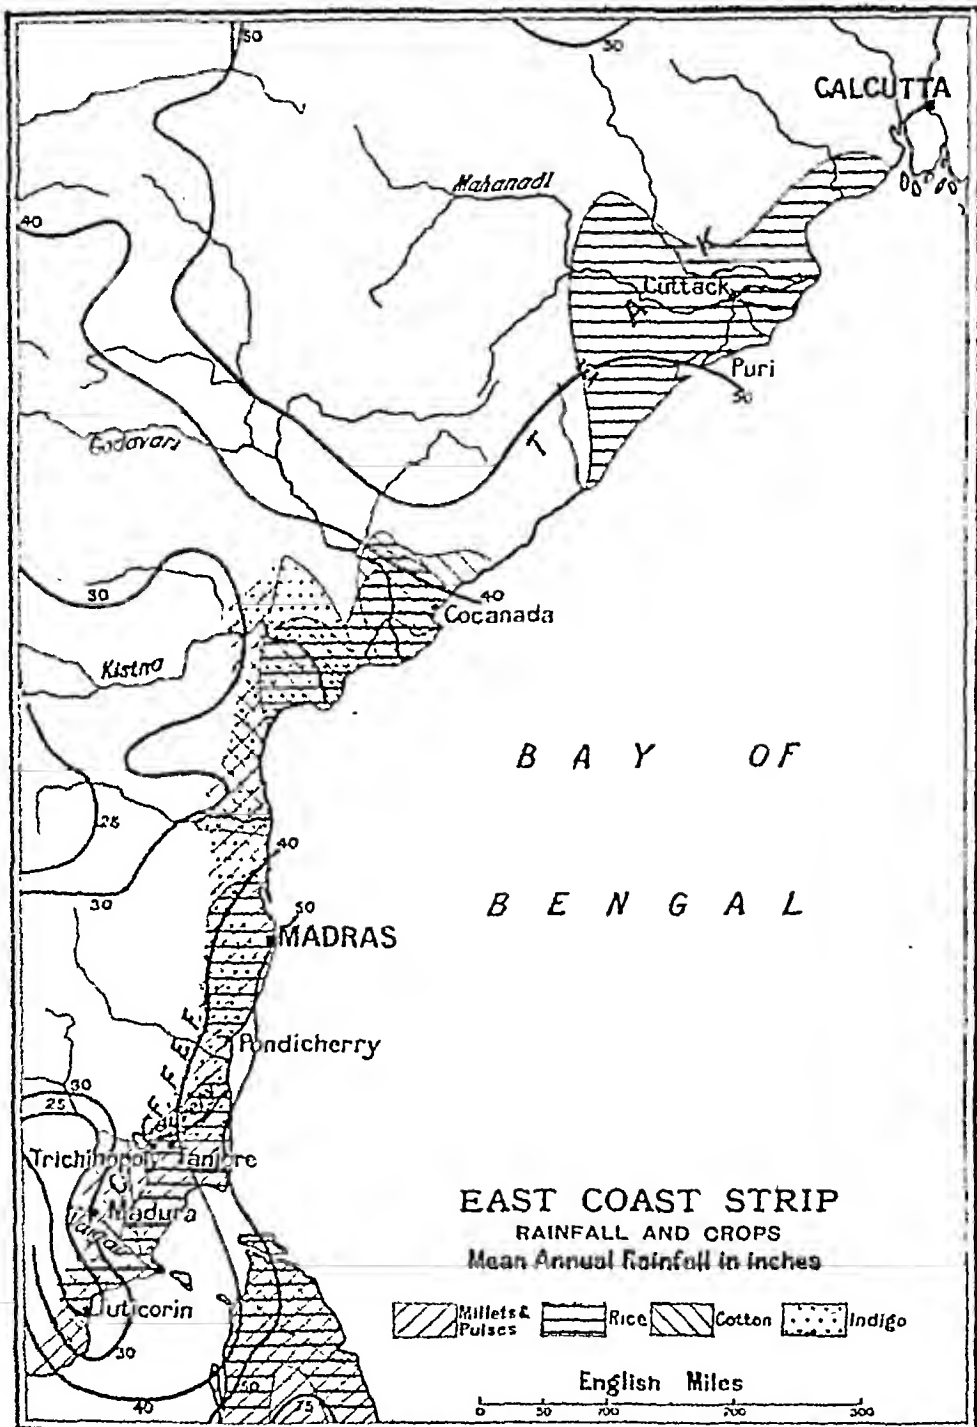 50
50
CALCUTTA
Mahanadi
40
K
Cuttack
A
Puri
50
E
T
Godavari
30
40
Cocanada
Kistna
BAY OF
25
40
30
50
BENGAL
MADRAS
Pondicherry
COFFEE
30
25
Trichinopoly
Tanjore
Madura
Tuticorin
30
40
50
75
EAST COAST STRIP
RAINFALL AND CROPS
Mean Annual Rainfall in inches
Millets & Pulses
Rice
Cotton
Indigo
English Miles
0 50 100 200 300